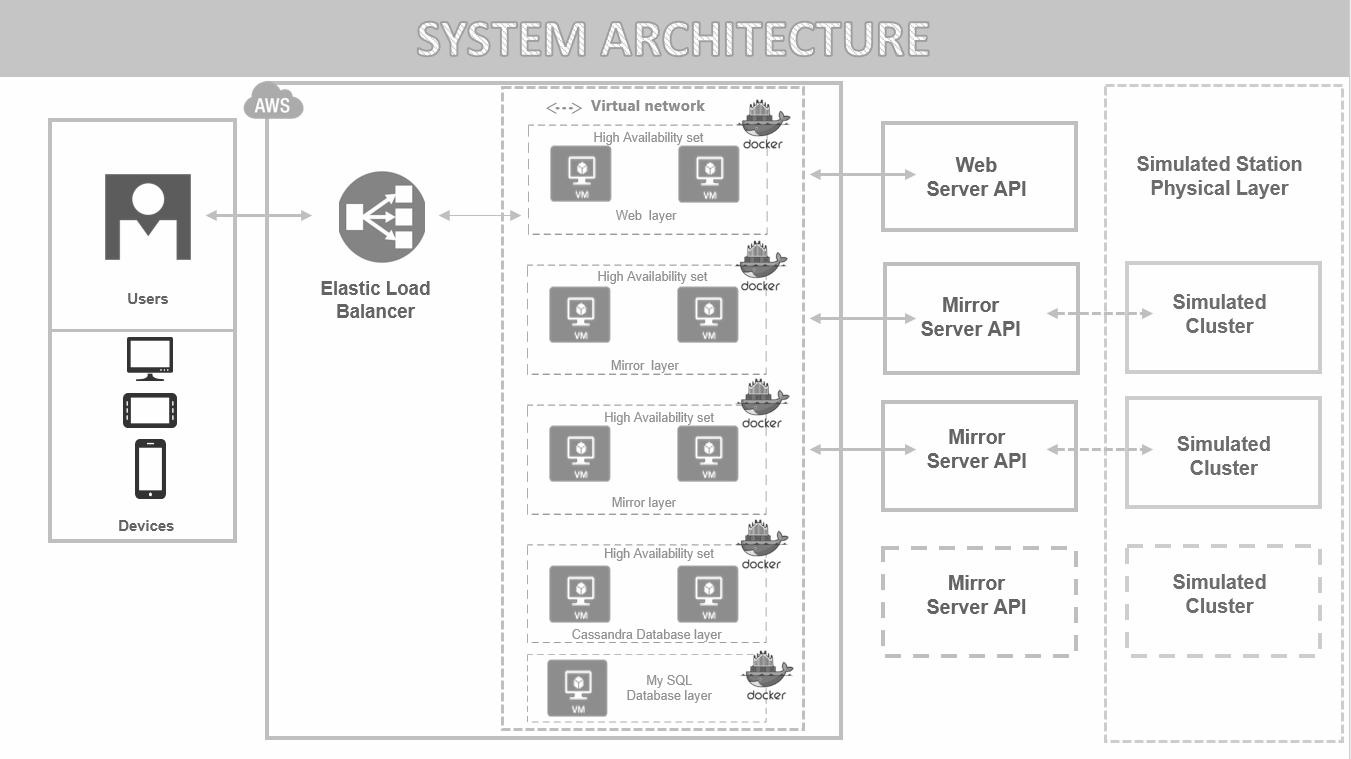 SYSTEM ARCHITECTURE
AWS
Users
Devices
Elastic Load
Balancer
<···> Virtual network
docker
High Availability set
VM
VM
Web layer
docker
High Availability set
VM
VM
Mirror layer
docker
High Availability set
VM
VM
Mirror layer
docker
High Availability set
VM
VM
Cassandra Database layer
docker
VM
My SQL
Database layer
Web
Server API
Mirror
Server API
Mirror
Server API
Mirror
Server API
Simulated Station
Physical Layer
Simulated
Cluster
Simulated
Cluster
Simulated
Cluster